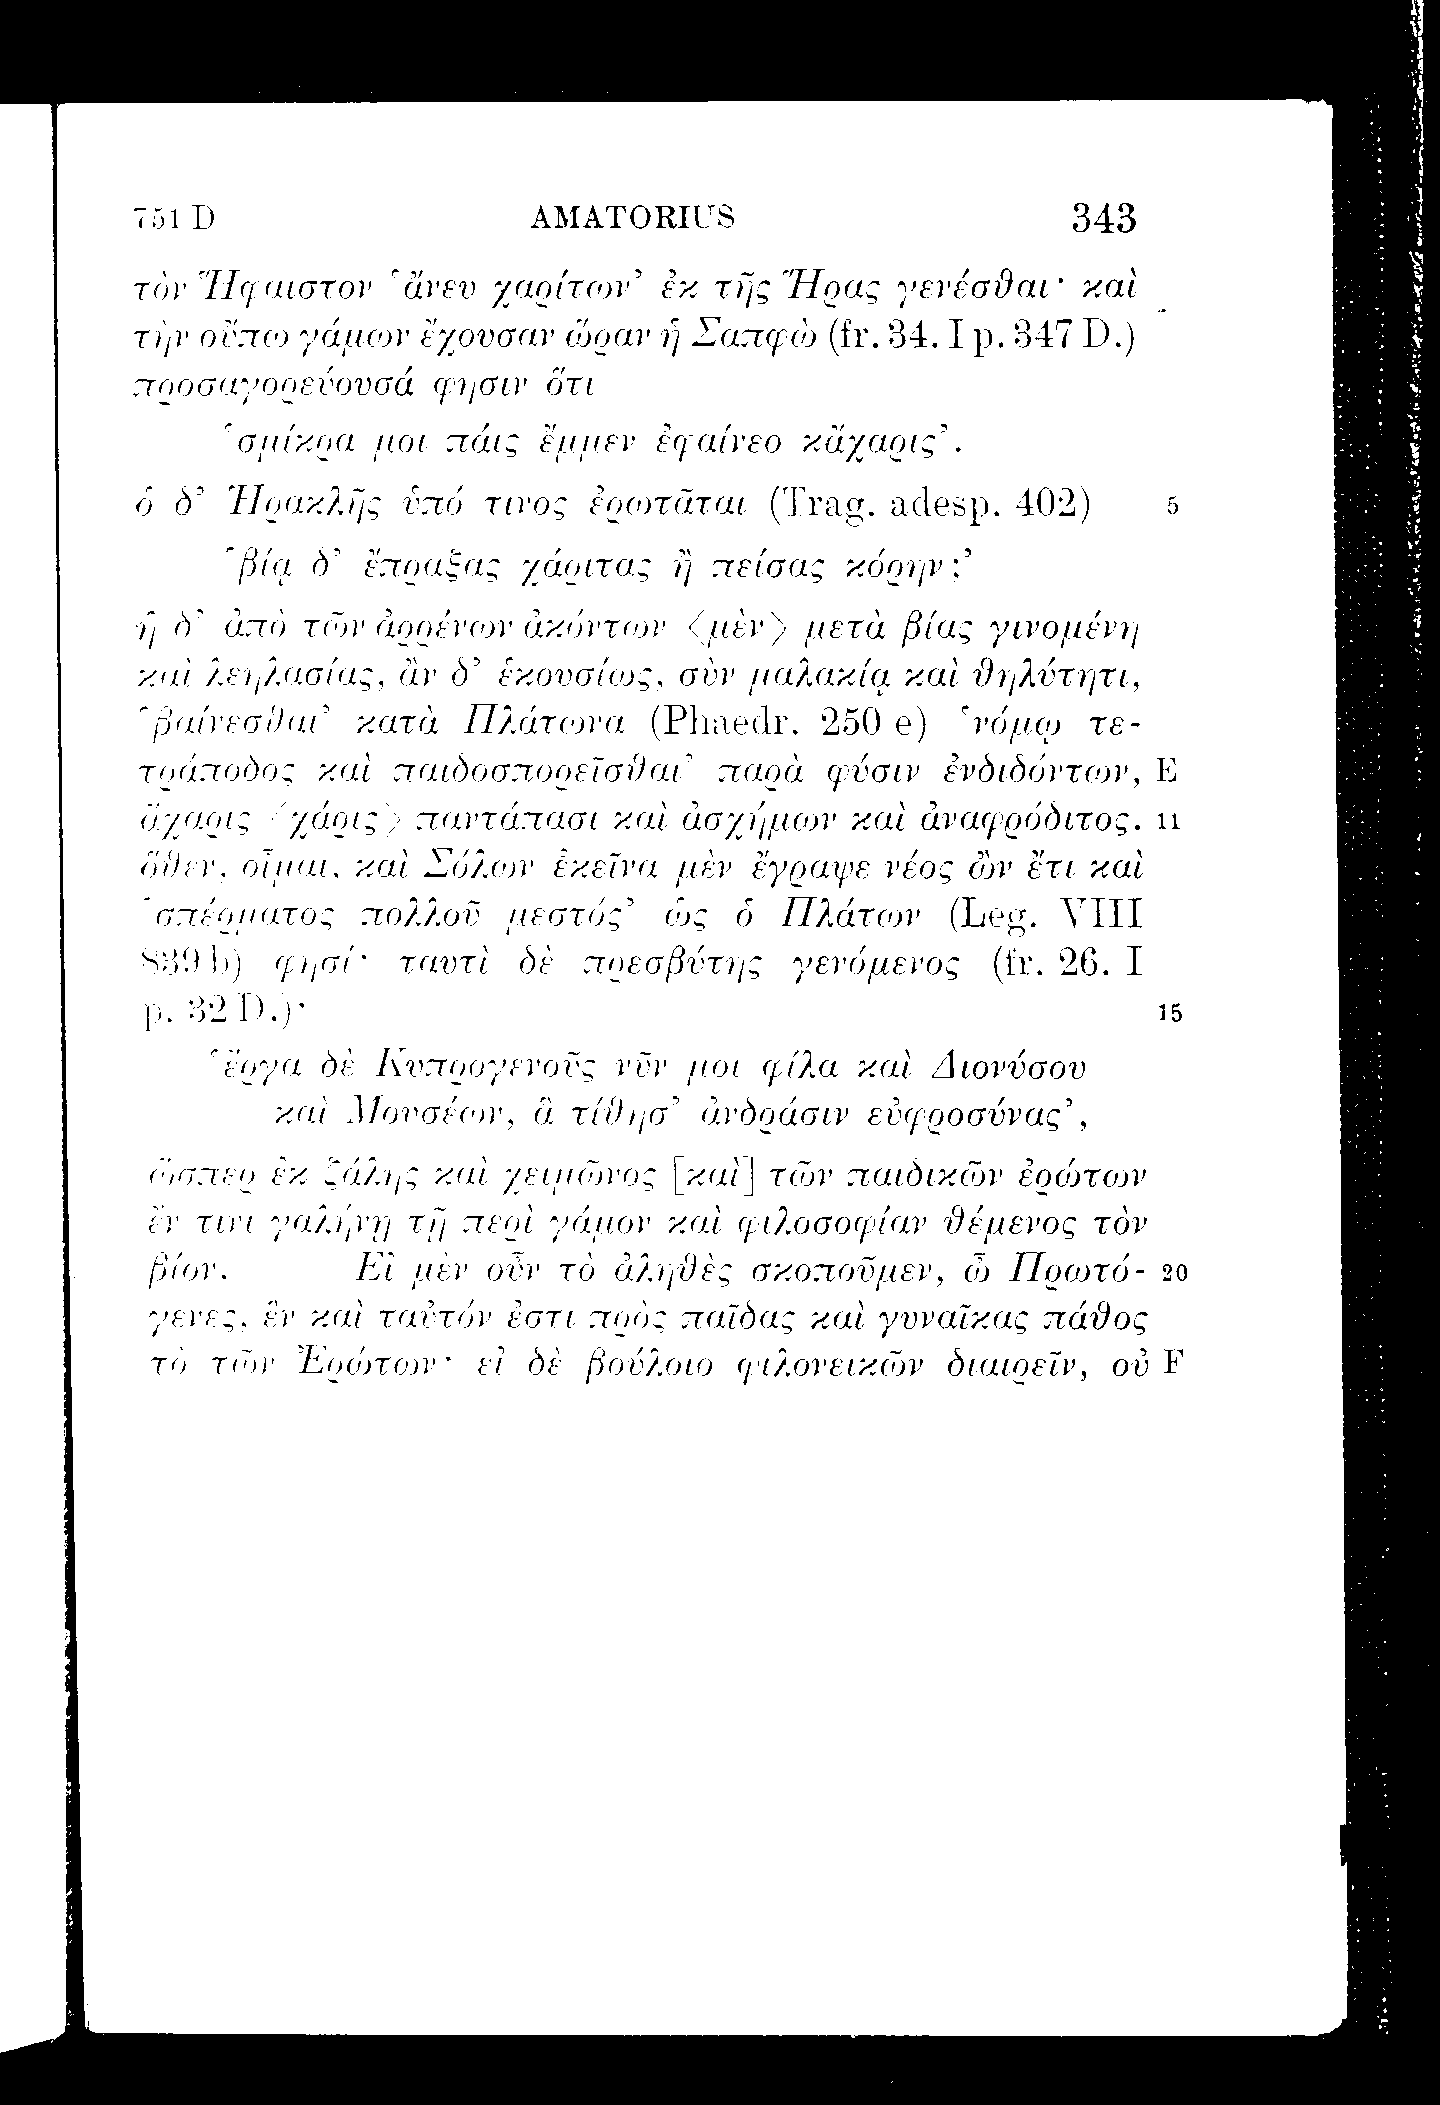 751 D AMATORIUS 343
τὸν Ἥφαιστον ‘ἄνευ χαρίτων’ ἐκ τῆς Ἥρας γενέσθαι· καὶ
τὴν οὔπω γάμων ἔχουσαν ὥραν ἡ Σαπφὼ (fr. 34. I p. 347 D.)
προσαγορεύουσά φησιν ὅτι
‘σμίκρα μοι πάις ἔμμεν ἐφαίνεο κἄχαρις’.
ὁ δ’ Ἡρακλῆς ὑπό τινος ἐρωτᾶται (Trag. adesp. 402) 5
‘βίᾳ δ’ ἔπραξας χάριτας ἢ πείσας κόρην;’
ἡ δ’ ἀπὸ τῶν ἀρρένων ἀκόντων <μὲν> μετὰ βίας γινομένη
καὶ λεηλασίας, ἂν δ’ ἑκουσίως, σὺν μαλακίᾳ καὶ θηλύτητι,
‘βαίνεσθαι’ κατὰ Πλάτωνα (Phaedr. 250 e) ‘νόμῳ τε-
τράποδος καὶ παιδοσπορεῖσθαι’ παρὰ φύσιν ἐνδιδόντων, E
ἄχαρις <χάρις> παντάπασι καὶ ἀσχήμων καὶ ἀναφρόδιτος. 11
ὅθεν, οἶμαι, καὶ Σόλων ἐκεῖνα μὲν ἔγραψε νέος ὢν ἔτι καὶ
‘σπέρματος πολλοῦ μεστός’ ὡς ὁ Πλάτων (Leg. VIII
839 b) φησί· ταυτὶ δὲ πρεσβύτης γενόμενος (fr. 26. I
p. 32 D.)· 15
‘ἔργα δὲ Κυπρογενοῦς νῦν μοι φίλα καὶ Διονύσου
καὶ Μουσέων, ἃ τίθησ’ ἀνδράσιν εὐφροσύνας’,
ὥσπερ ἐκ ζάλης καὶ χειμῶνος [καὶ] τῶν παιδικῶν ἐρώτων
ἔν τινι γαλήνῃ τῇ περὶ γάμον καὶ φιλοσοφίαν θέμενος τὸν
βίον. Εἰ μὲν οὖν τὸ ἀληθὲς σκοποῦμεν, ὦ Πρωτό- 20
γενες, ἓν καὶ ταὐτόν ἐστι πρὸς παῖδας καὶ γυναῖκας πάθος
τὸ τῶν Ἐρώτων· εἰ δὲ βούλοιο φιλονεικῶν διαιρεῖν, οὐ F